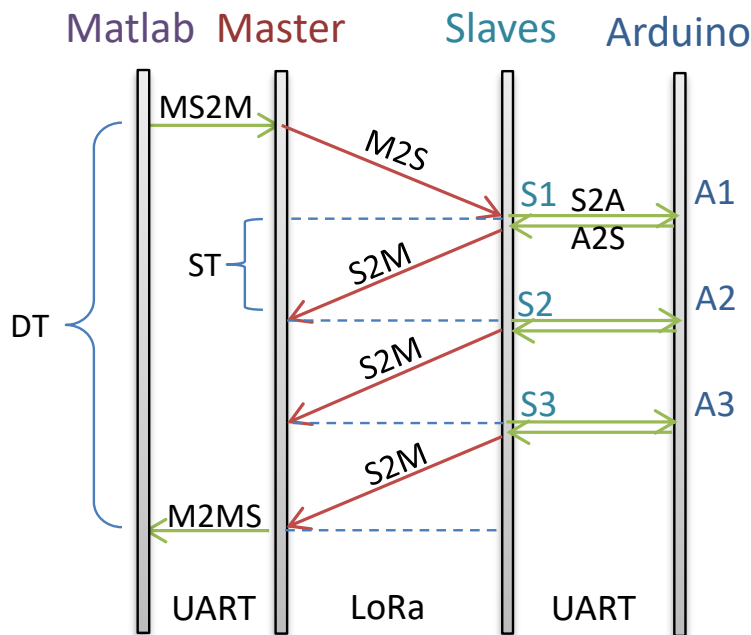 Matlab Master Slaves Arduino
MS2M
M2S
S1 S2A A1
A2S
ST
S2M
S2 A2
DT
S2M
S3 A3
S2M
M2MS
UART LoRa UART